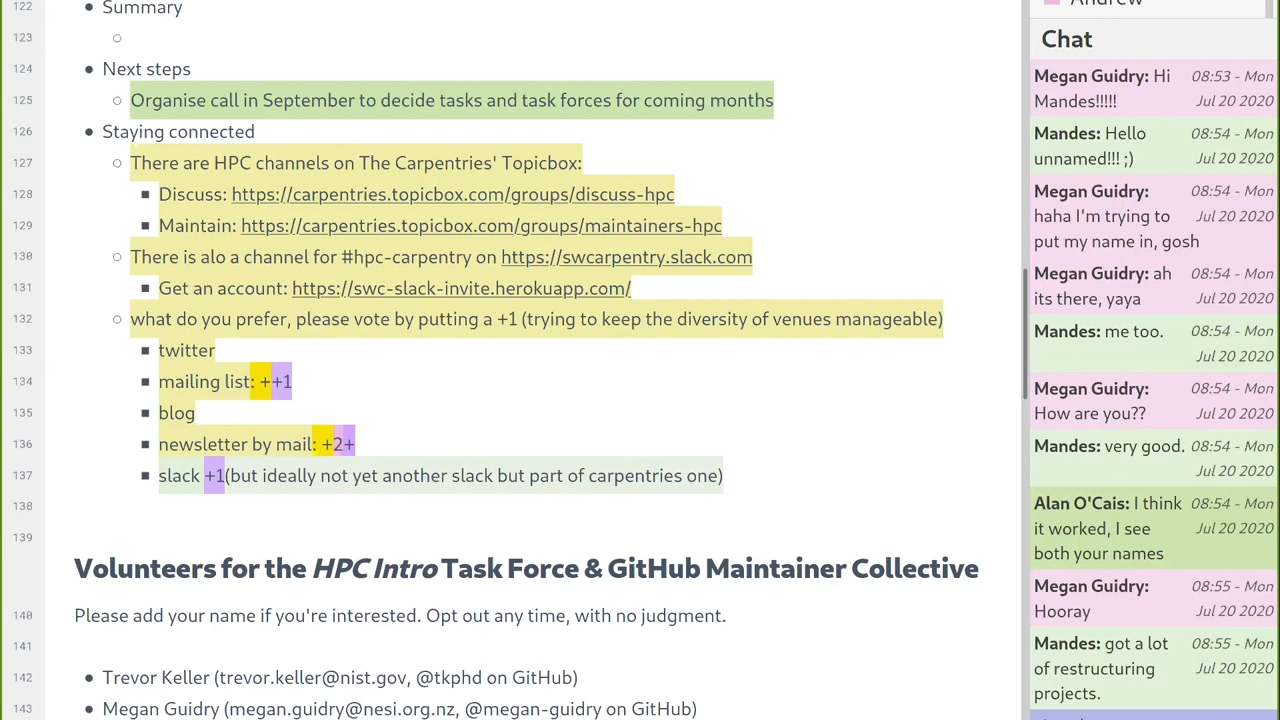 122 Summary
123
124 Next steps
125 Organise call in September to decide tasks and task forces for coming months
126 Staying connected
127 There are HPC channels on The Carpentries' Topicbox:
128 Discuss: https://carpentries.topicbox.com/groups/discuss-hpc
129 Maintain: https://carpentries.topicbox.com/groups/maintainers-hpc
130 There is alo a channel for #hpc-carpentry on https://swcarpentry.slack.com
131 Get an account: https://swc-slack-invite.herokuapp.com/
132 what do you prefer, please vote by putting a +1 (trying to keep the diversity of venues manageable)
133 twitter
134 mailing list: ++1
135 blog
136 newsletter by mail: +2+
137 slack +1(but ideally not yet another slack but part of carpentries one)
138
139
Volunteers for the HPC Intro Task Force & GitHub Maintainer Collective
140 Please add your name if you're interested. Opt out any time, with no judgment.
141
142 Trevor Keller (trevor.keller@nist.gov, @tkphd on GitHub)
143 Megan Guidry (megan.guidry@nesi.org.nz, @megan-guidry on GitHub)
Andrew
Chat
Megan Guidry: Hi 08:53 - Mon
Mandes!!!!! Jul 20 2020
Mandes: Hello 08:54 - Mon
unnamed!!! ;) Jul 20 2020
Megan Guidry: 08:54 - Mon
haha I'm trying to Jul 20 2020
put my name in, gosh
Megan Guidry: ah 08:54 - Mon
its there, yaya Jul 20 2020
Mandes: me too. 08:54 - Mon
Jul 20 2020
Megan Guidry: 08:54 - Mon
How are you?? Jul 20 2020
Mandes: very good. 08:54 - Mon
Jul 20 2020
Alan O'Cais: I think 08:54 - Mon
it worked, I see Jul 20 2020
both your names
Megan Guidry: 08:55 - Mon
Hooray Jul 20 2020
Mandes: got a lot 08:55 - Mon
of restructuring Jul 20 2020
projects.